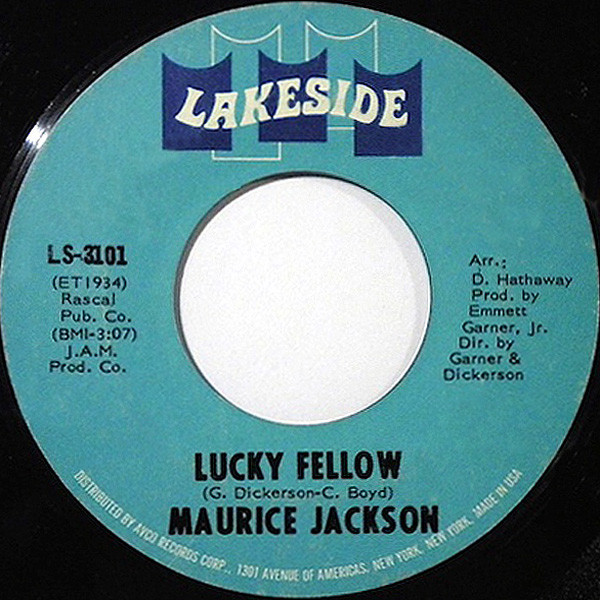 LAKESIDE
LS-3101
(ET1934)
Rascal
Pub. Co.
(BMI-3:07)
J.A.M.
Prod. Co.
Arr.:
D. Hathaway
Prod. by
Emmett
Garner, Jr.
Dir. by
Garner &
Dickerson
LUCKY FELLOW
(G. Dickerson-C. Boyd)
MAURICE JACKSON
DISTRIBUTED BY AVCO RECORDS CORP., 1301 AVENUE OF AMERICAS, NEW YORK, NEW YORK, MADE IN USA